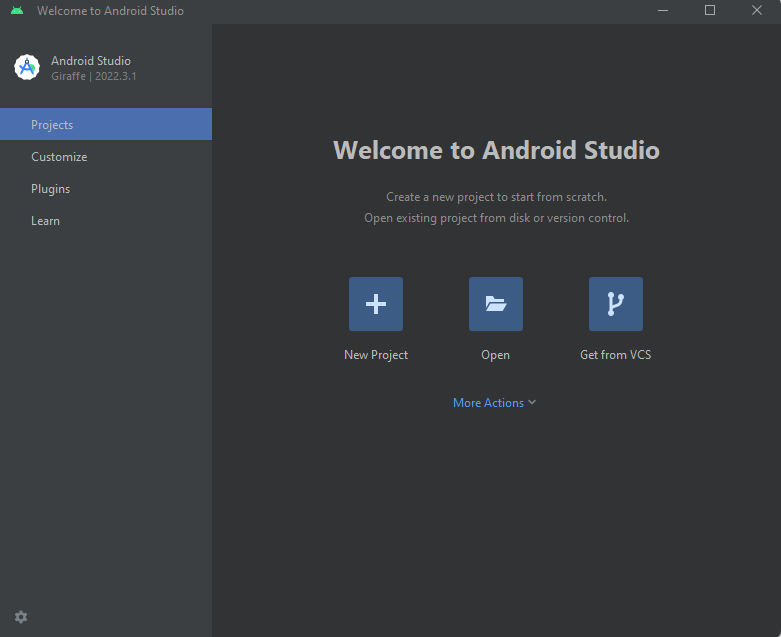 Welcome to Android Studio
Android Studio
Giraffe | 2022.3.1
Projects
Customize
Plugins
Learn
Welcome to Android Studio
Create a new project to start from scratch.
Open existing project from disk or version control.
New Project
Open
Get from VCS
More Actions